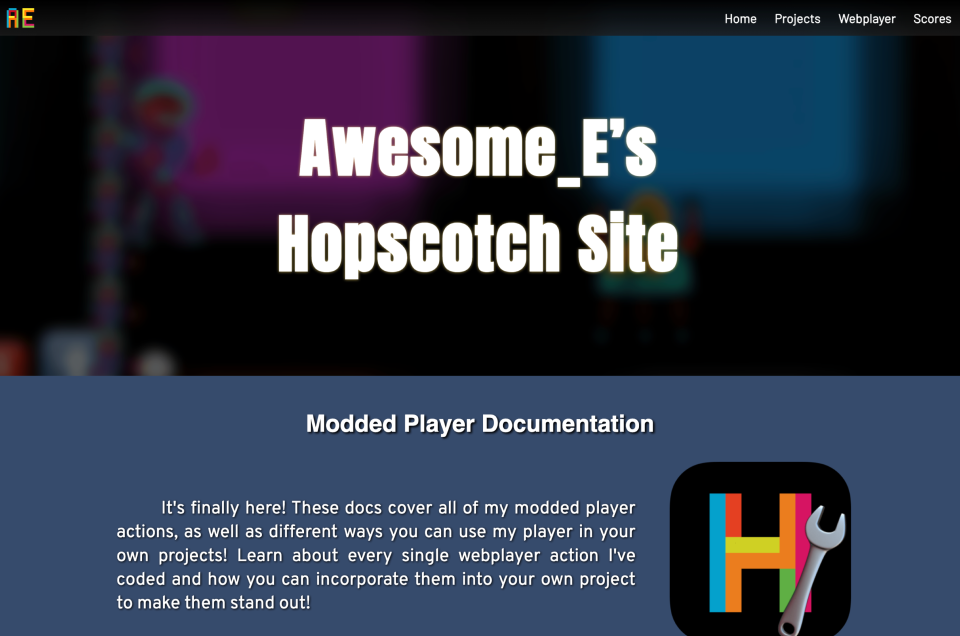 AE
Home Projects Webplayer Scores
Awesome_E’s
Hopscotch Site
Modded Player Documentation
It's finally here! These docs cover all of my modded player
actions, as well as different ways you can use my player in your
own projects! Learn about every single webplayer action I've
coded and how you can incorporate them into your own project
to make them stand out!
H